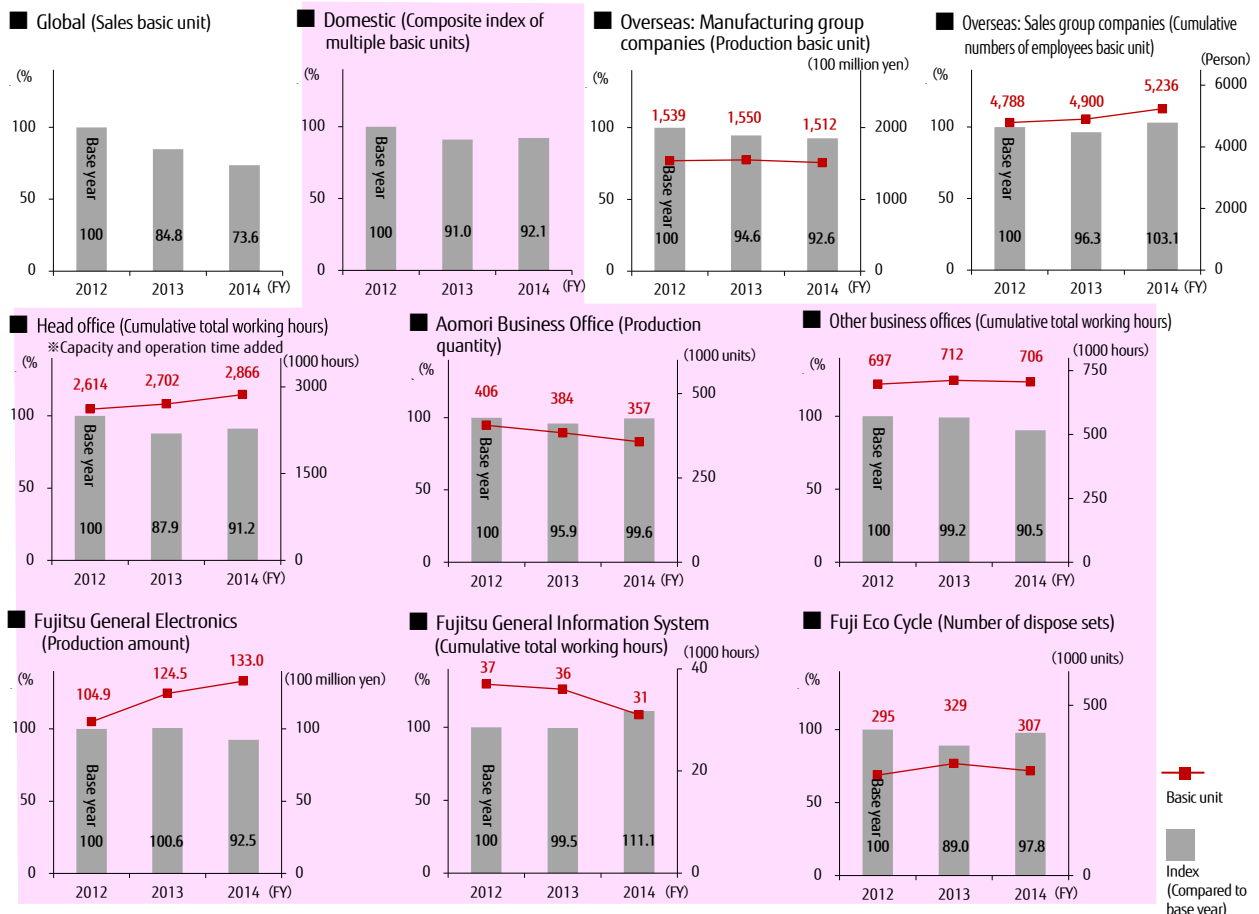 ■ Global (Sales basic unit)
(%
100
50
0
Base year
100
84.8
73.6
2012
2013
2014 (FY)
■ Domestic (Composite index of
multiple basic units)
(%
100
50
0
Base year
100
91.0
92.1
2012
2013
2014 (FY)
■ Overseas: Manufacturing group
companies (Production basic unit)
(100 million yen)
(%
1,539
1,550
1,512
100
50
0
2000
1000
0
Base year
100
94.6
92.6
2012
2013
2014 (FY)
■ Overseas: Sales group companies (Cumulative
numbers of employees basic unit)
(Person)
(%
4,788
4,900
5,236
100
50
0
6000
4000
2000
0
Base year
100
96.3
103.1
2012
2013
2014 (FY)
■ Head office (Cumulative total working hours)
※Capacity and operation time added
(1000 hours)
(%
2,614
2,702
2,866
100
50
0
3000
1500
0
Base year
100
87.9
91.2
2012
2013
2014 (FY)
■ Aomori Business Office (Production
quantity)
(1000 units)
(%
406
384
357
100
50
0
500
250
0
Base year
100
95.9
99.6
2012
2013
2014 (FY)
■ Other business offices (Cumulative total working hours)
(1000 hours)
(%
697
712
706
100
50
0
750
500
250
0
Base year
100
99.2
90.5
2012
2013
2014 (FY)
■ Fujitsu General Electronics
(Production amount)
(100 million yen)
(%
104.9
124.5
133.0
100
50
0
100
50
0
Base year
100
100.6
92.5
2012
2013
2014 (FY)
■ Fujitsu General Information System
(Cumulative total working hours)
(1000 hours)
(%
37
36
31
100
50
0
40
20
0
Base year
100
99.5
111.1
2012
2013
2014 (FY)
■ Fuji Eco Cycle (Number of dispose sets)
(1000 units)
(%
295
329
307
100
50
0
500
0
Base year
100
89.0
97.8
2012
2013
2014 (FY)
Basic unit
Index
(Compared to
base year)